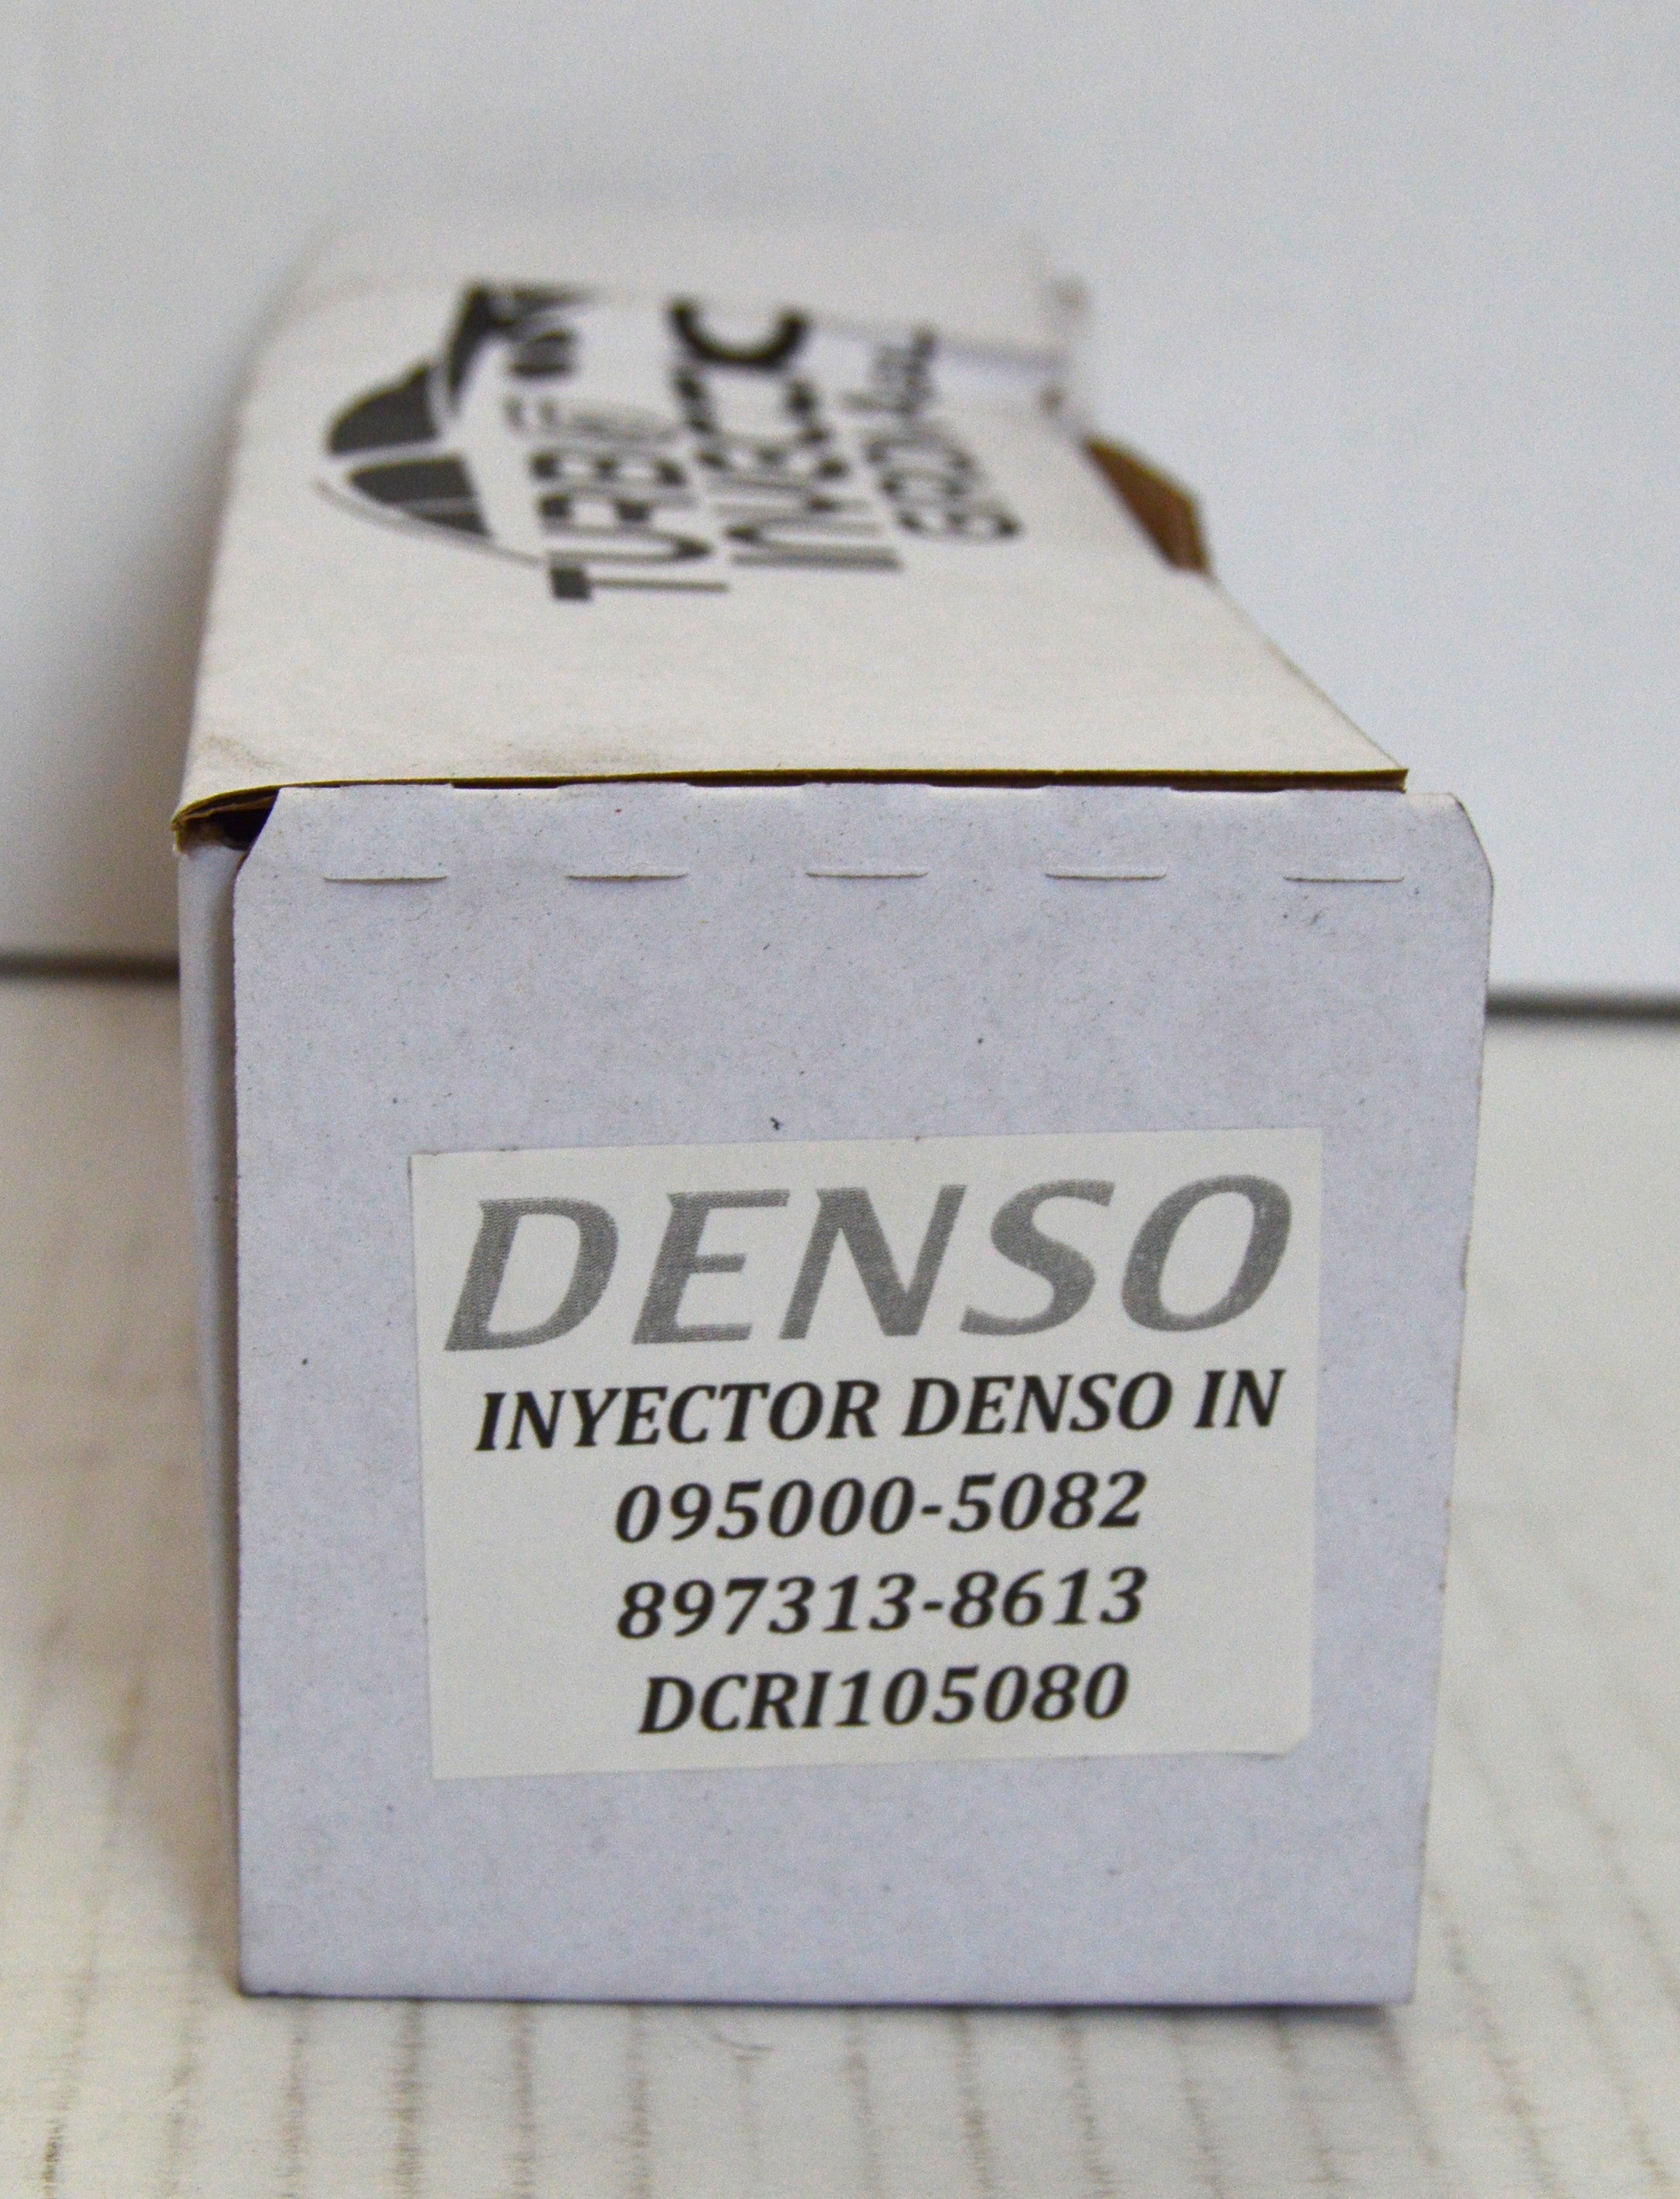 DENSO
INYECTOR DENSO IN
095000-5082
897313-8613
DCRI105080